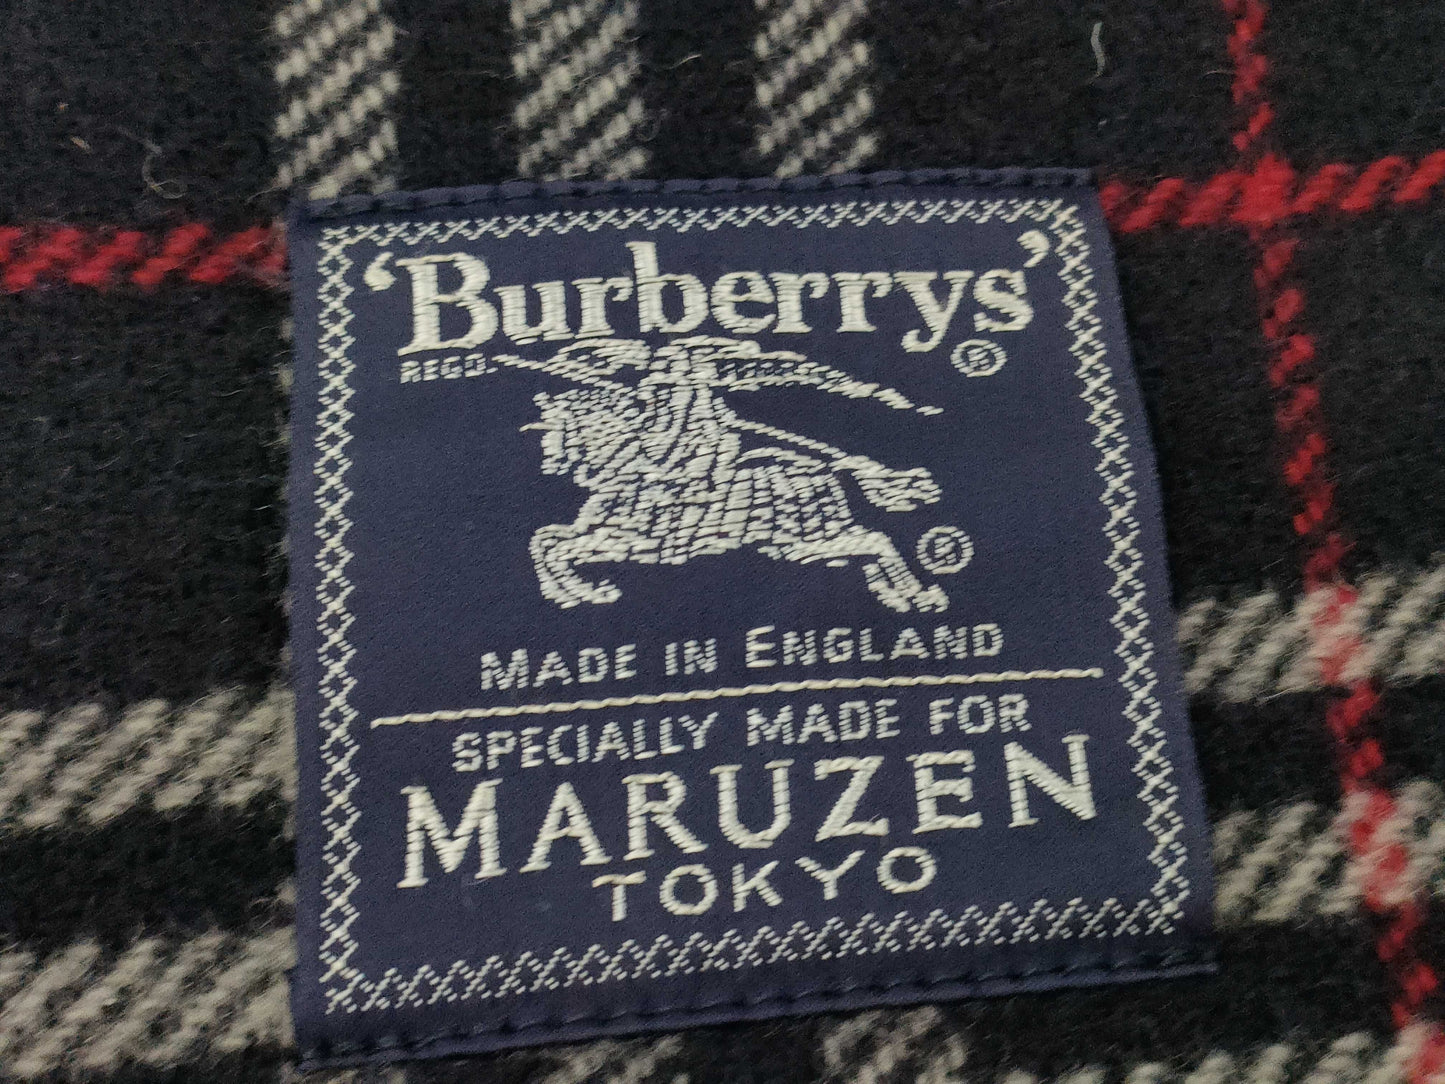 ‘Burberrys’
REGD. ®
®
MADE IN ENGLAND
SPECIALLY MADE FOR
MARUZEN
TOKYO